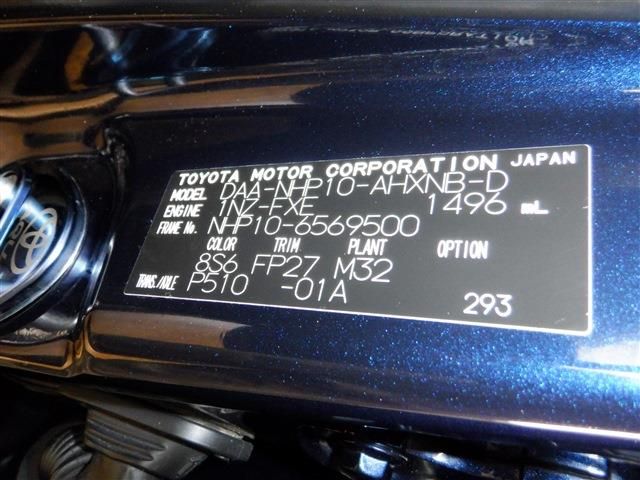 TOYOTA MOTOR CORPORATION JAPAN
MODEL DAA-NHP10-AHXNB-D
ENGINE 1NZ-FXE 1496 mL
FRAME No. NHP10-6569500
COLOR TRIM PLANT OPTION
8S6 FP27 M32
TRANS./AXLE P510 -01A 293